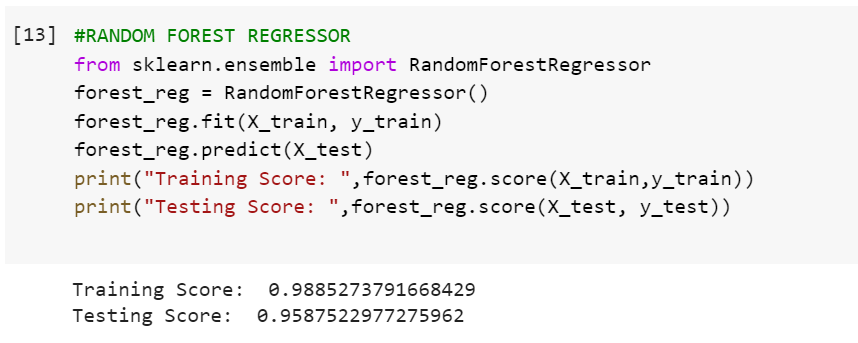 [13] #RANDOM FOREST REGRESSOR
from sklearn.ensemble import RandomForestRegressor
forest_reg = RandomForestRegressor()
forest_reg.fit(X_train, y_train)
forest_reg.predict(X_test)
print("Training Score: ",forest_reg.score(X_train,y_train))
print("Testing Score: ",forest_reg.score(X_test, y_test))
Training Score:  0.9885273791668429
Testing Score:  0.9587522977275962